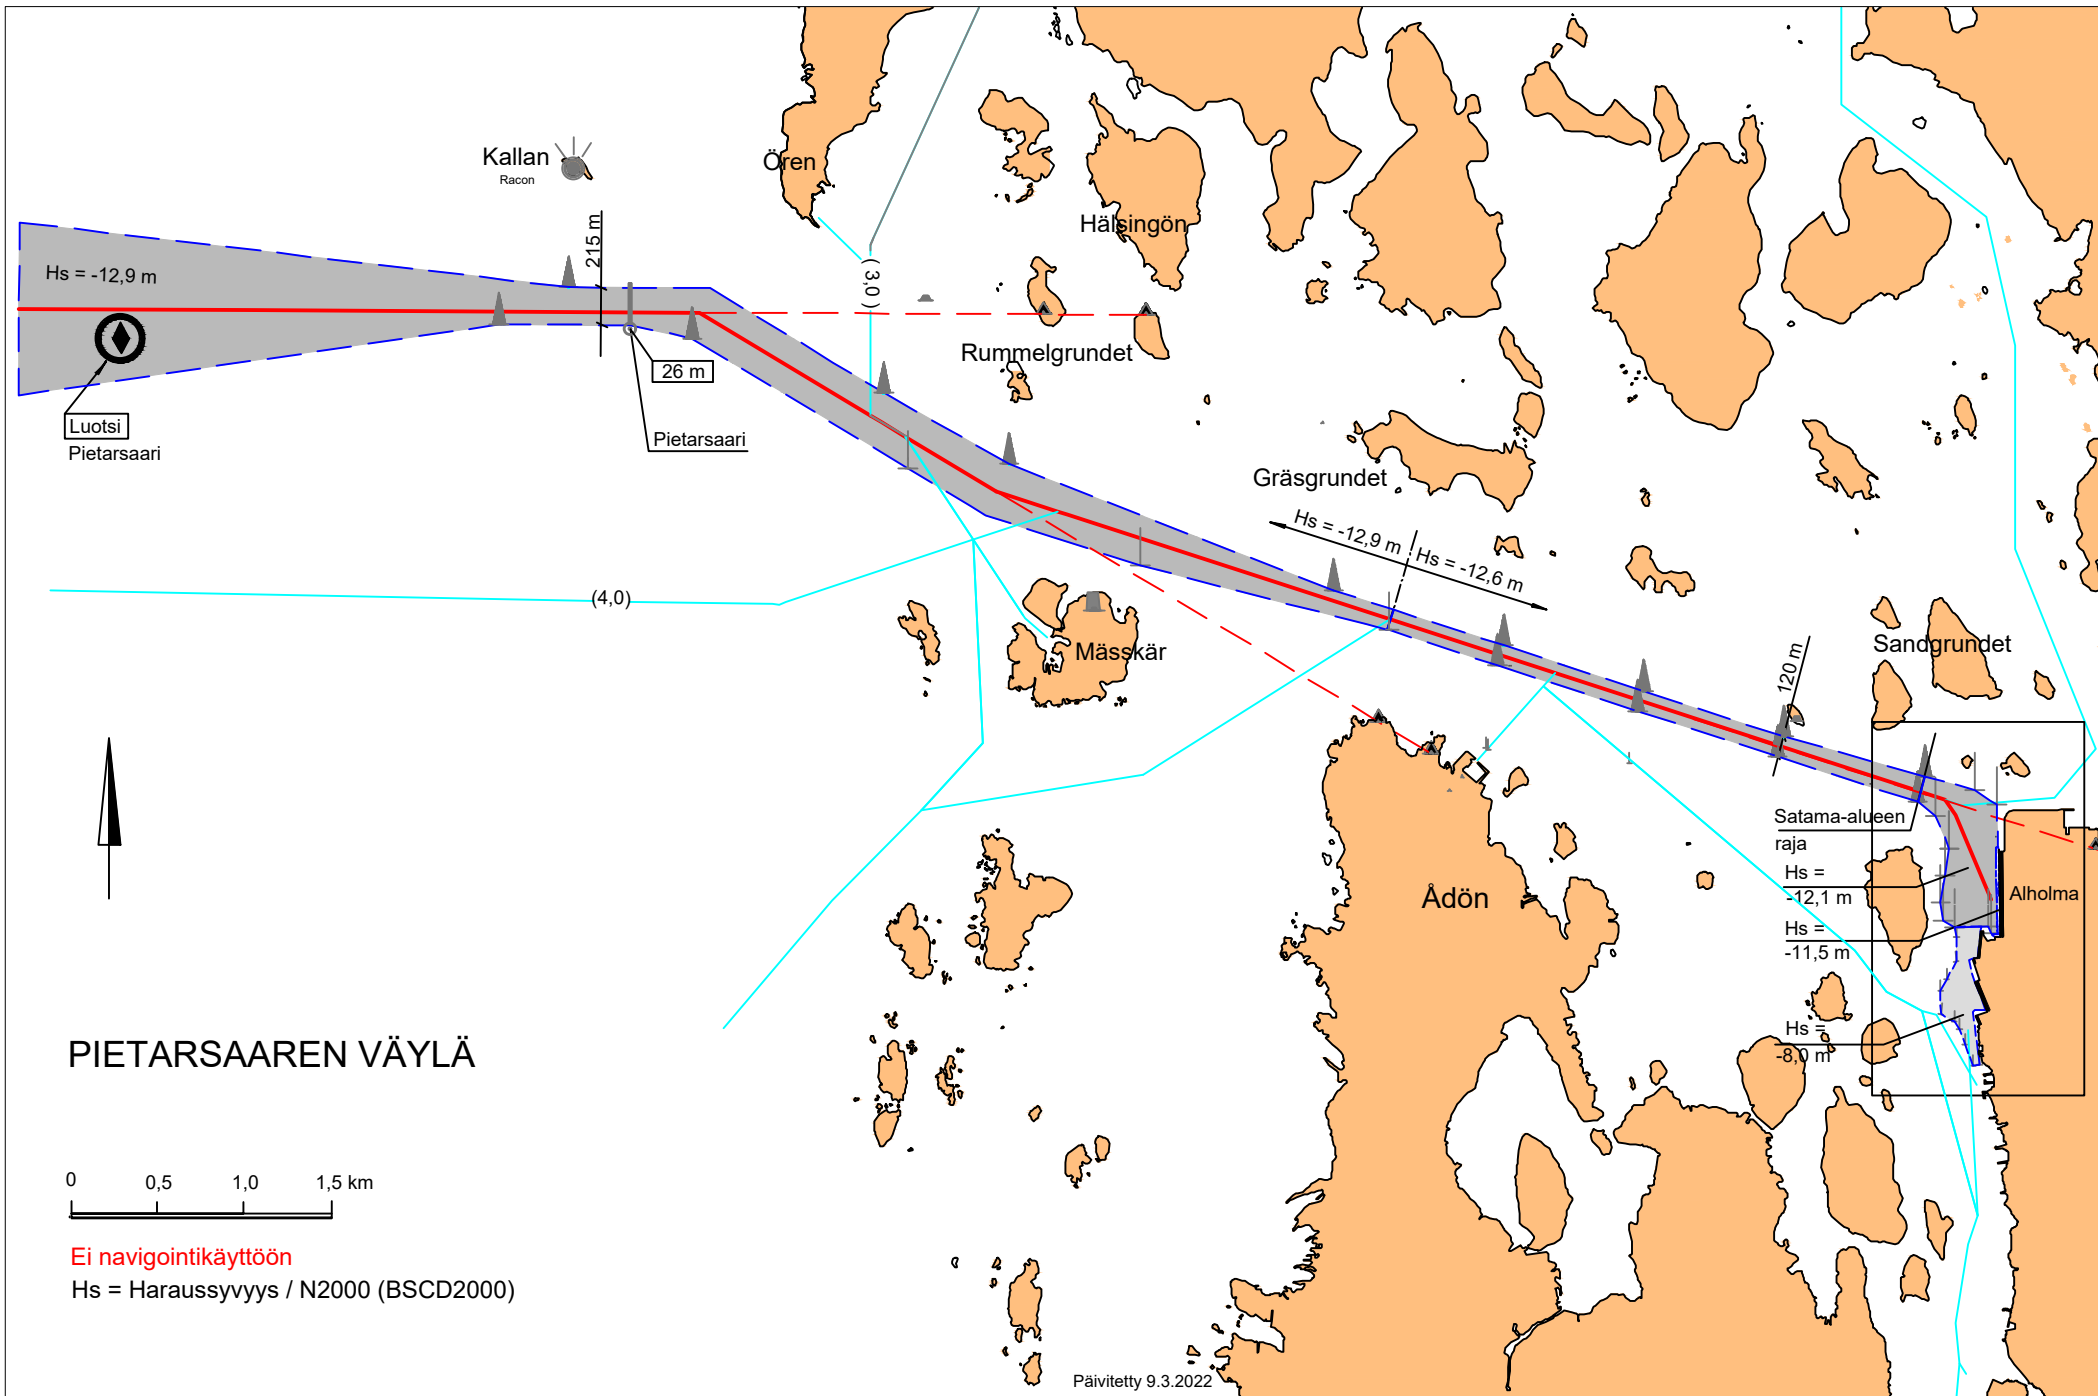 Kallan
Racon
Ören
Hälsingön
215 m
Hs = -12,9 m
( 3,0 )
Rummelgrundet
26 m
Luotsi
Pietarsaari
Pietarsaari
Gräsgrundet
Hs = -12,9 m
Hs = -12,6 m
(4,0)
Mässkär
Sandgrundet
120 m
Satama-alueen
raja
Hs =
-12,1 m
Alholma
Ådön
Hs =
-11,5 m
Hs =
-8,0 m
PIETARSAAREN VÄYLÄ
0 0,5 1,0 1,5 km
Ei navigointikäyttöön
Hs = Haraussyvyys / N2000 (BSCD2000)
Päivitetty 9.3.2022